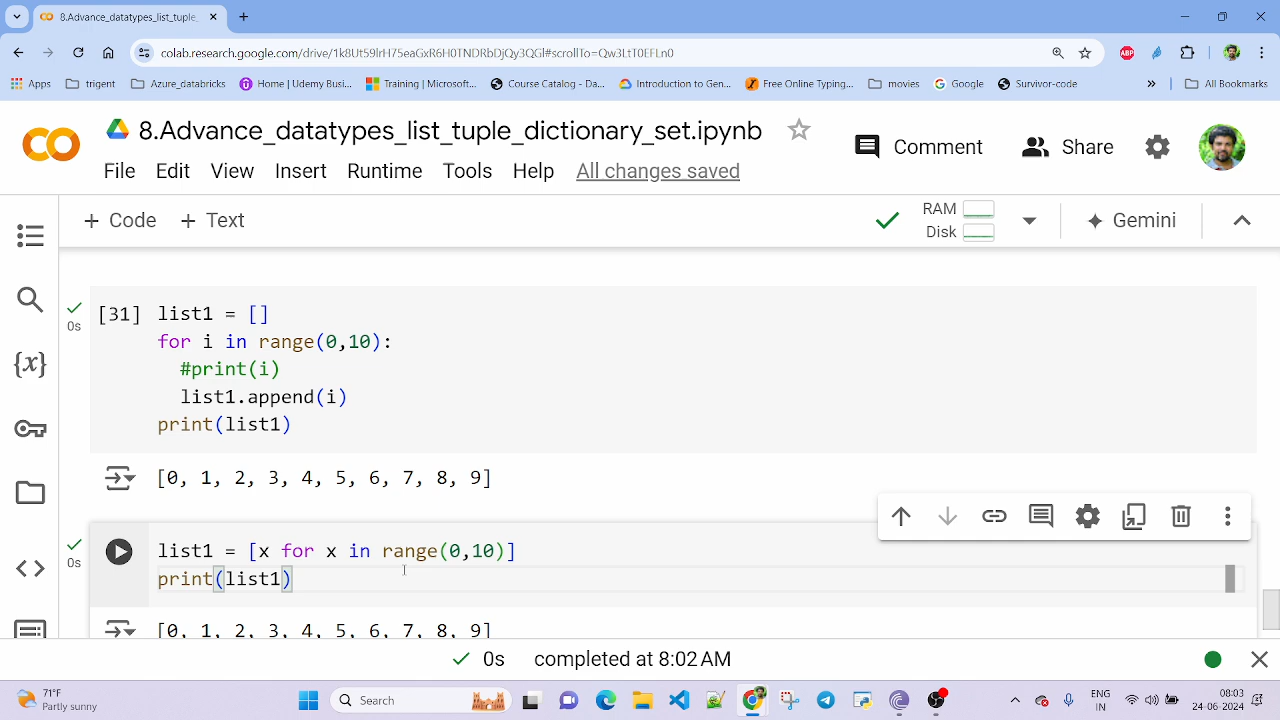 8.Advance_datatypes_list_tuple_
colab.research.google.com/drive/1k8Ut59lrH75eaGxR6H0TNDRbDjQy3QGl#scrollTo=Qw3LtT0EFLn0
ABP
Apps trigent Azure_databricks Home | Udemy Busi... Training | Microsoft... Course Catalog - Da... Introduction to Gen... Free Online Typing... movies Google Survivor-code » All Bookmarks
8.Advance_datatypes_list_tuple_dictionary_set.ipynb
Comment Share
File Edit View Insert Runtime Tools Help All changes saved
+ Code + Text
RAM
Disk
Gemini
{x}
[31] list1 = []
0s
for i in range(0,10):
#print(i)
list1.append(i)
print(list1)
[0, 1, 2, 3, 4, 5, 6, 7, 8, 9]
list1 = [x for x in range(0,10)]
0s
print(list1)
[0, 1, 2, 3, 4, 5, 6, 7, 8, 9]
0s completed at 8:02 AM
71°F
Partly sunny
Search
ENG
IN
08:03
24-06-2024